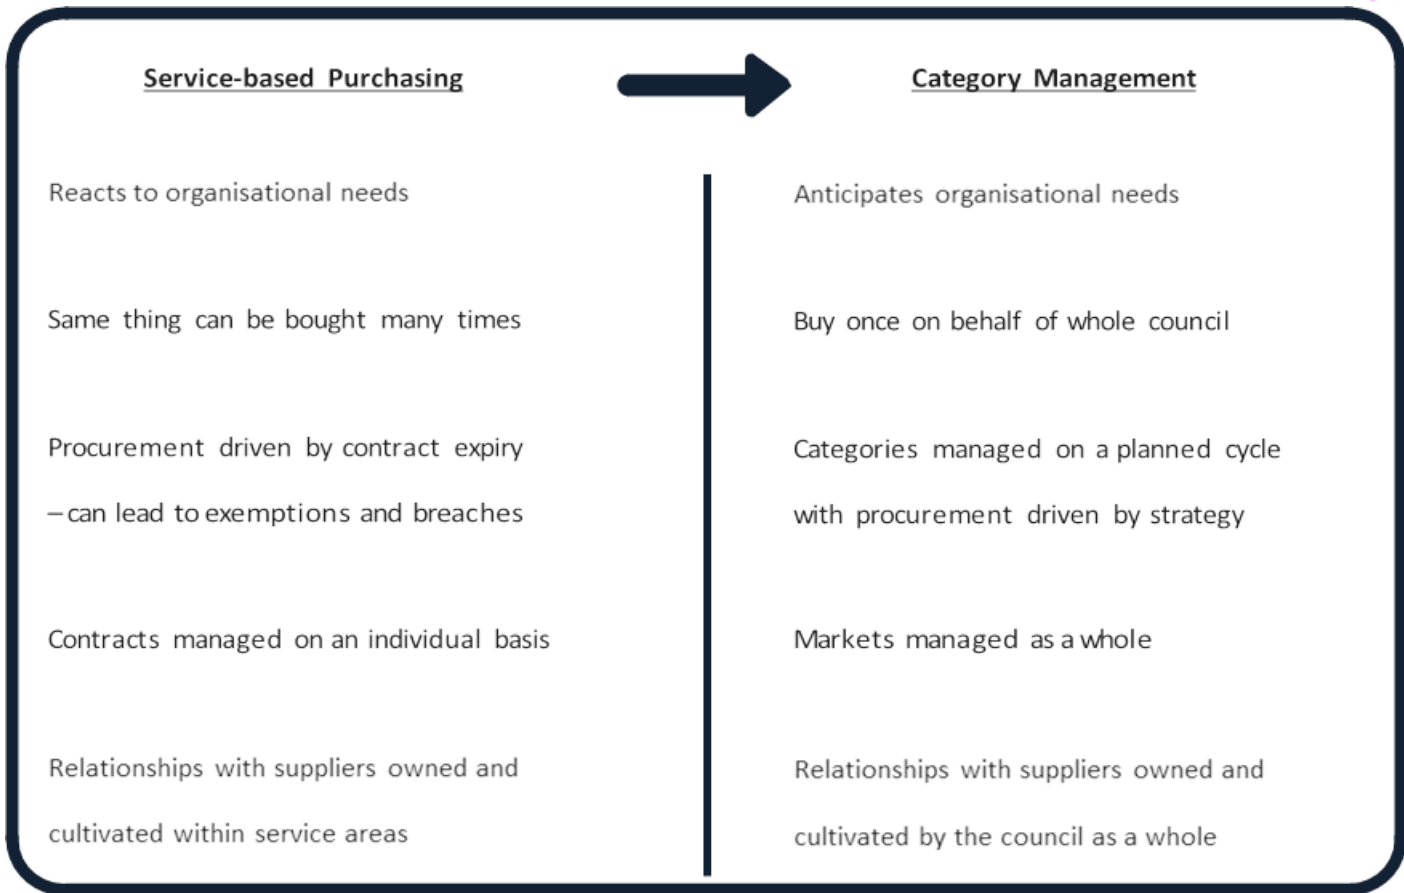 Service-based Purchasing
Category Management
Reacts to organisational needs
Anticipates organisational needs
Same thing can be bought many times
Buy once on behalf of whole council
Procurement driven by contract expiry
– can lead to exemptions and breaches
Categories managed on a planned cycle
with procurement driven by strategy
Contracts managed on an individual basis
Markets managed as a whole
Relationships with suppliers owned and
cultivated within service areas
Relationships with suppliers owned and
cultivated by the council as a whole